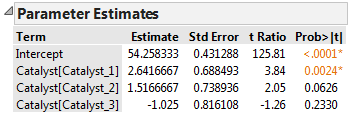 Parameter Estimates
Term Estimate Std Error t Ratio Prob>|t|
Intercept 54.258333 0.431288 125.81 <.0001*
Catalyst[Catalyst_1] 2.6416667 0.688493 3.84 0.0024*
Catalyst[Catalyst_2] 1.5166667 0.738936 2.05 0.0626
Catalyst[Catalyst_3] -1.025 0.816108 -1.26 0.2330